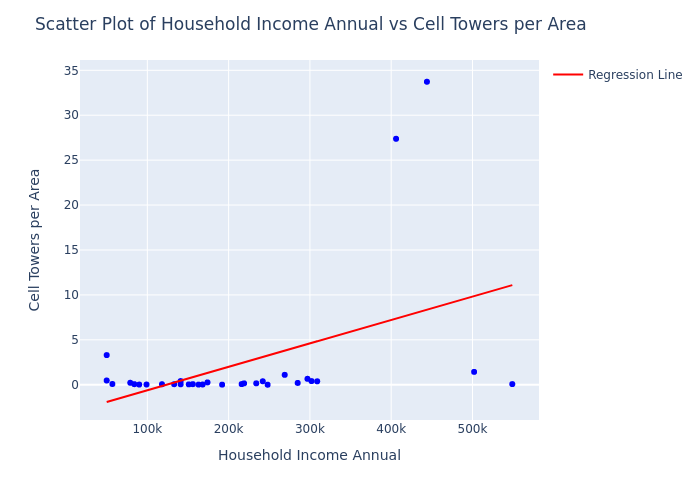 Scatter Plot of Household Income Annual vs Cell Towers per Area
Regression Line
35
30
25
20
15
10
5
0
Cell Towers per Area
100k 200k 300k 400k 500k
Household Income Annual